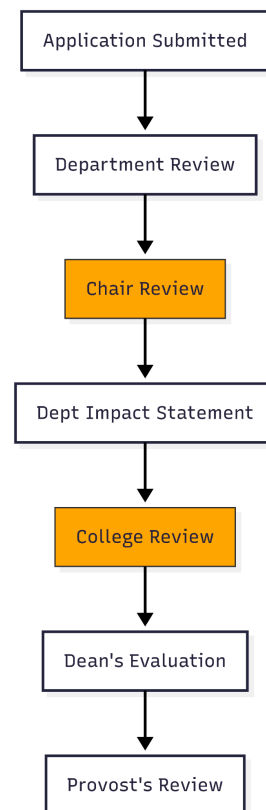 Application Submitted
Department Review
Chair Review
Dept Impact Statement
College Review
Dean's Evaluation
Provost's Review